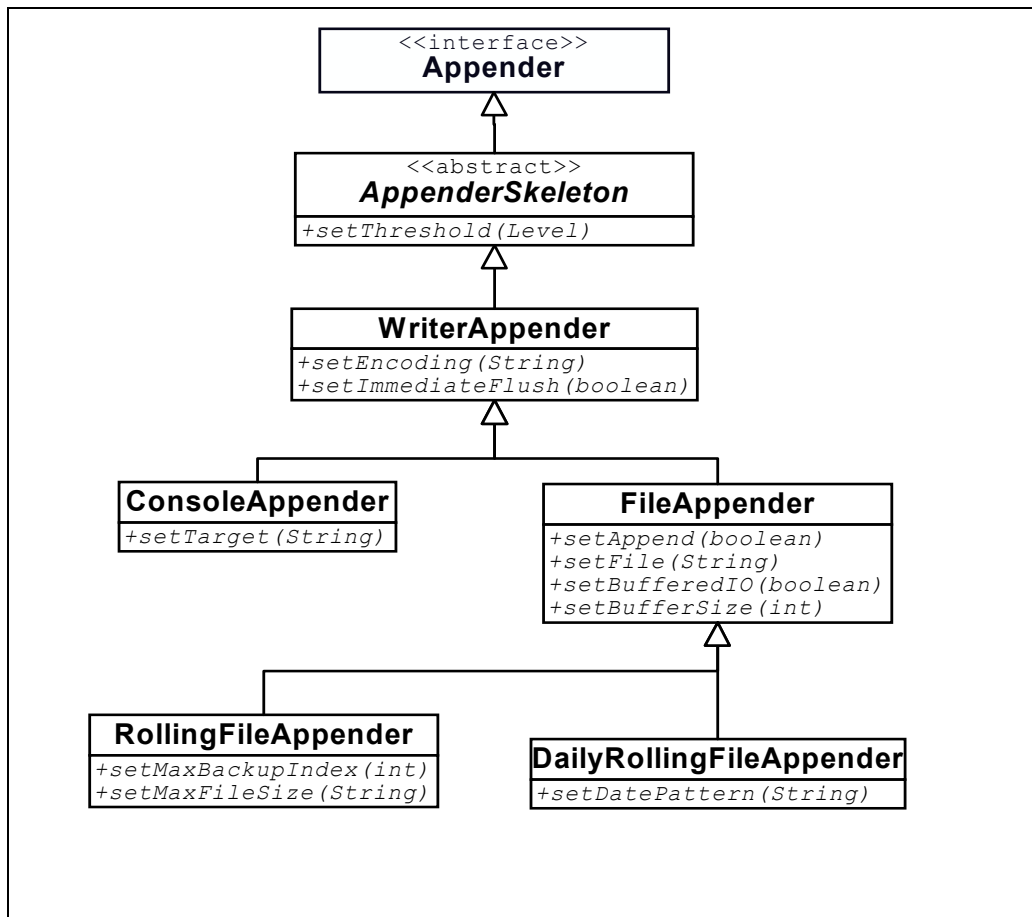 <<interface>>
Appender
<<abstract>>
AppenderSkeleton
+setThreshold(Level)
WriterAppender
+setEncoding(String)
+setImmediateFlush(boolean)
ConsoleAppender
+setTarget(String)
FileAppender
+setAppend(boolean)
+setFile(String)
+setBufferedIO(boolean)
+setBufferSize(int)
RollingFileAppender
+setMaxBackupIndex(int)
+setMaxFileSize(String)
DailyRollingFileAppender
+setDatePattern(String)